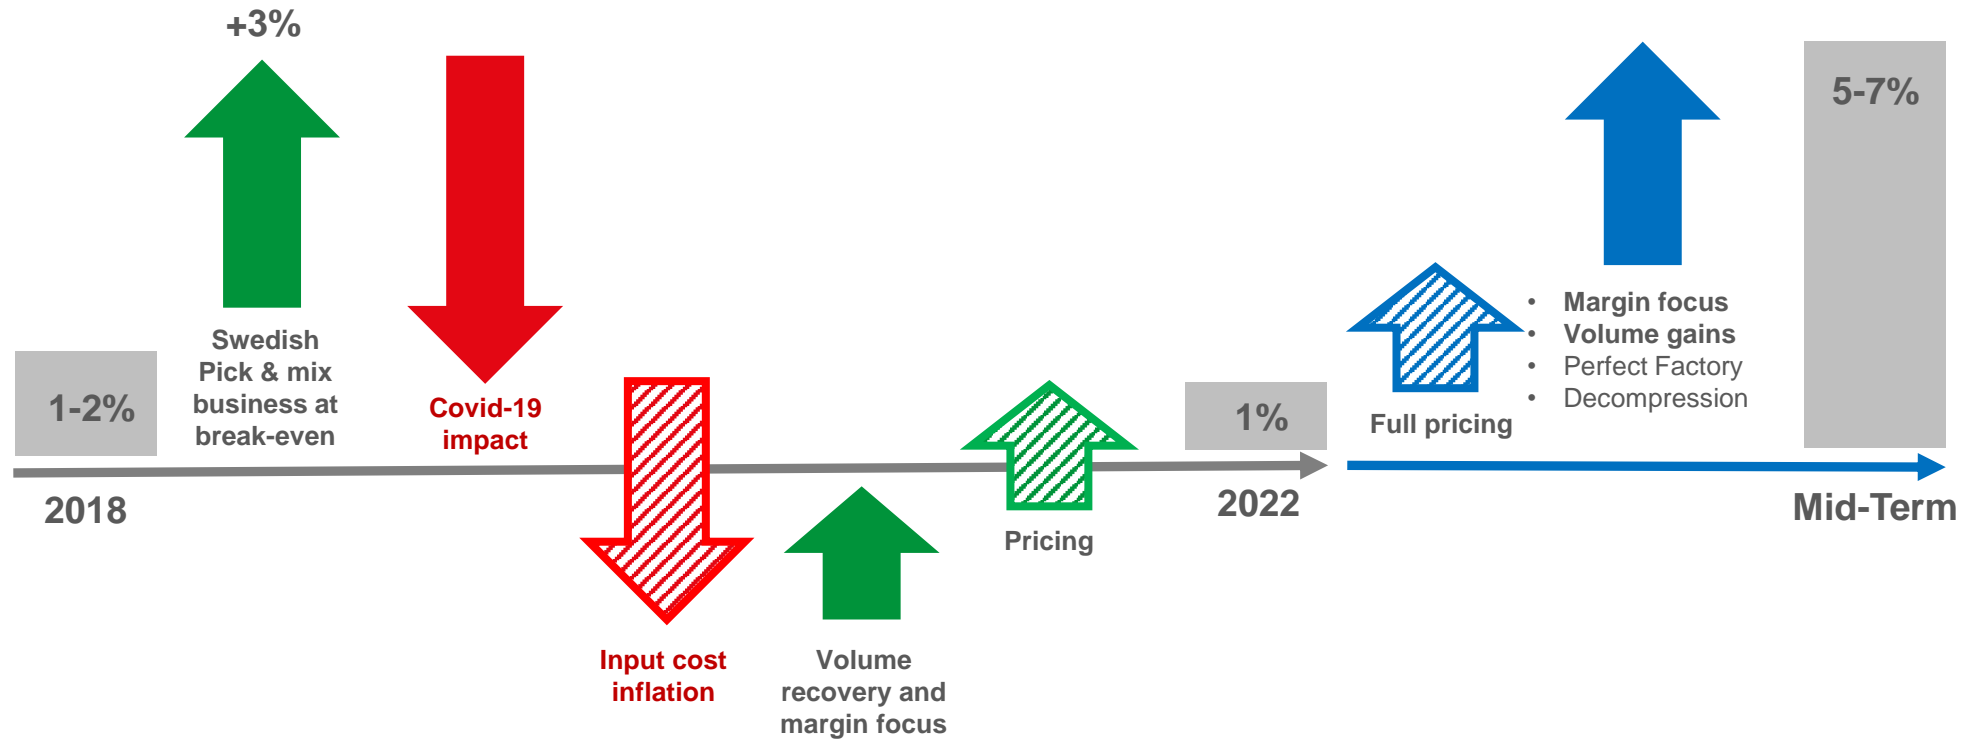 +3%
1-2%
2018
Swedish
Pick & mix
business at
break-even
Covid-19
impact
Input cost
inflation
Volume
recovery and
margin focus
Pricing
1%
2022
Full pricing
• Margin focus
• Volume gains
• Perfect Factory
• Decompression
5-7%
Mid-Term